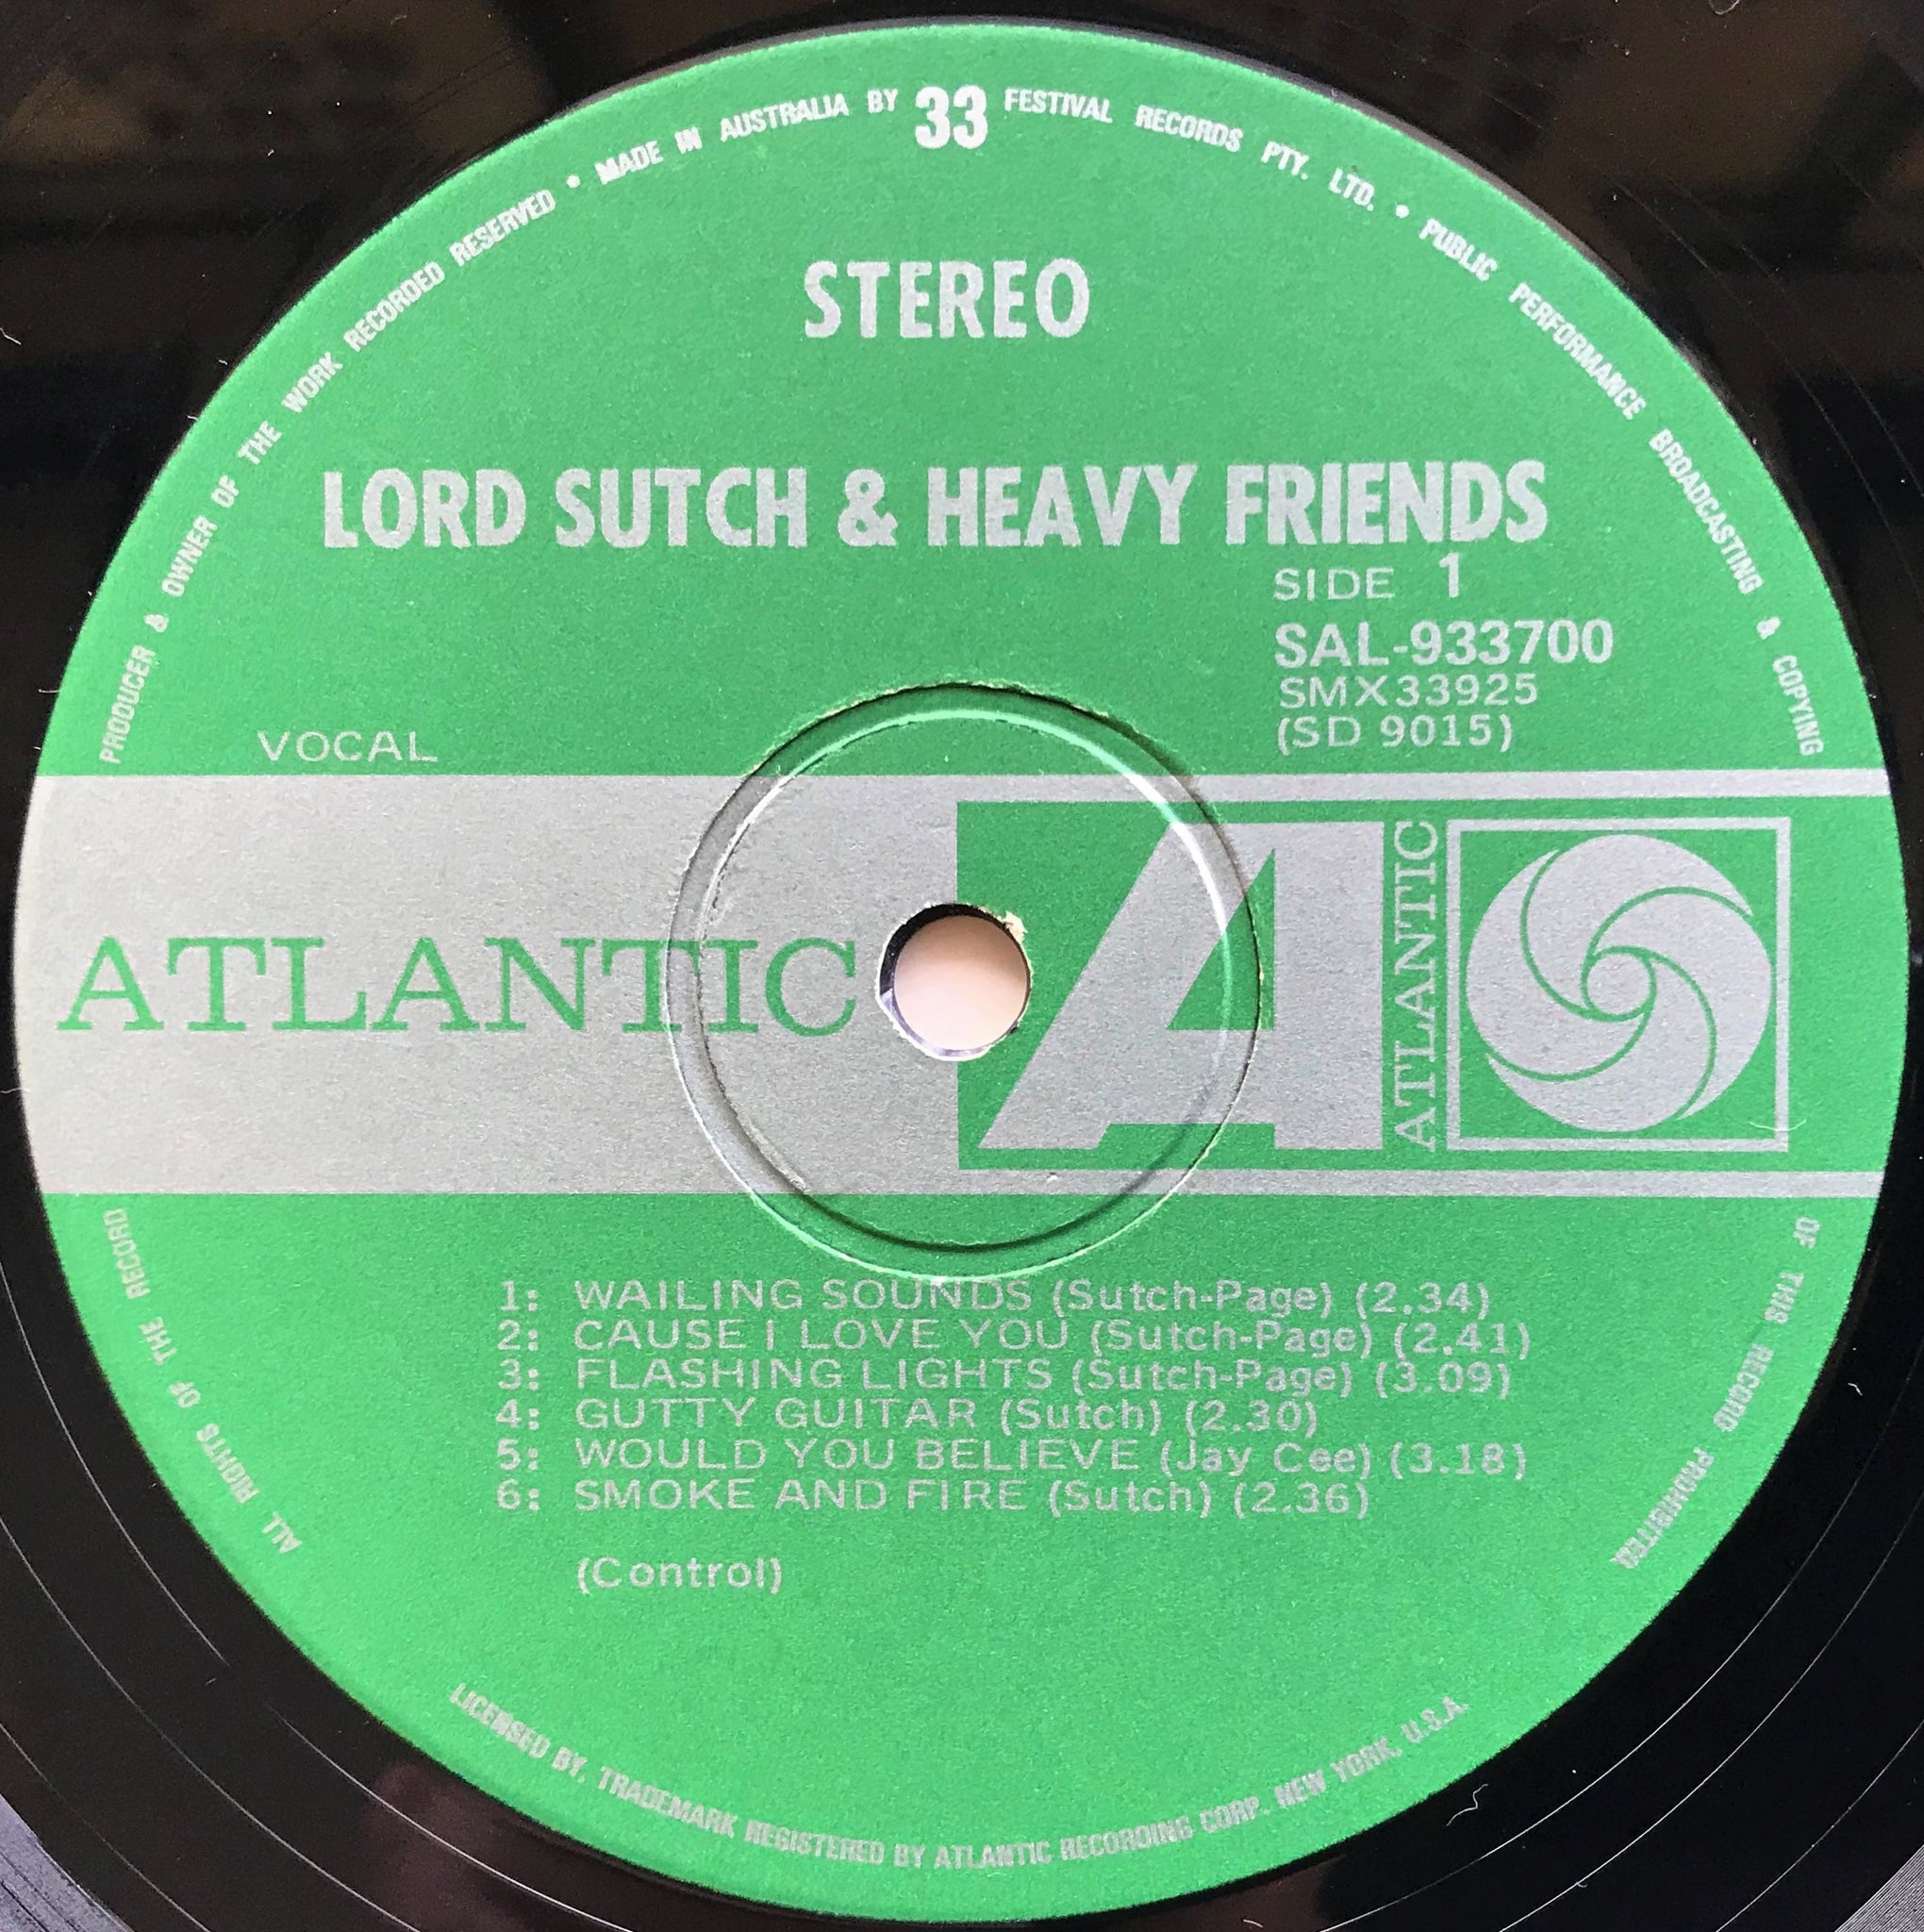 ALL RIGHTS OF THE RECORD PRODUCER & OWNER OF THE WORK RECORDED RESERVED • MADE IN AUSTRALIA BY 33 FESTIVAL RECORDS PTY. LTD. • PUBLIC PERFORMANCE BROADCASTING & COPYING OF THIS RECORD PROHIBITED.
STEREO
LORD SUTCH & HEAVY FRIENDS
SIDE 1
SAL-933700
SMX33925
(SD 9015)
VOCAL
ATLANTIC
A
ATLANTIC
1: WAILING SOUNDS (Sutch-Page) (2.34)
2: CAUSE I LOVE YOU (Sutch-Page) (2.41)
3: FLASHING LIGHTS (Sutch-Page) (3.09)
4: GUTTY GUITAR (Sutch) (2.30)
5: WOULD YOU BELIEVE (Jay Cee) (3.18)
6: SMOKE AND FIRE (Sutch) (2.36)
(Control)
LICENSED BY, TRADEMARK REGISTERED BY ATLANTIC RECORDING CORP. NEW YORK, U.S.A.